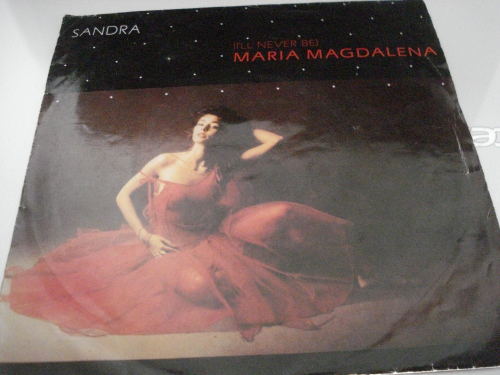 SANDRA
(I'LL NEVER BE)
MARIA MAGDALENA